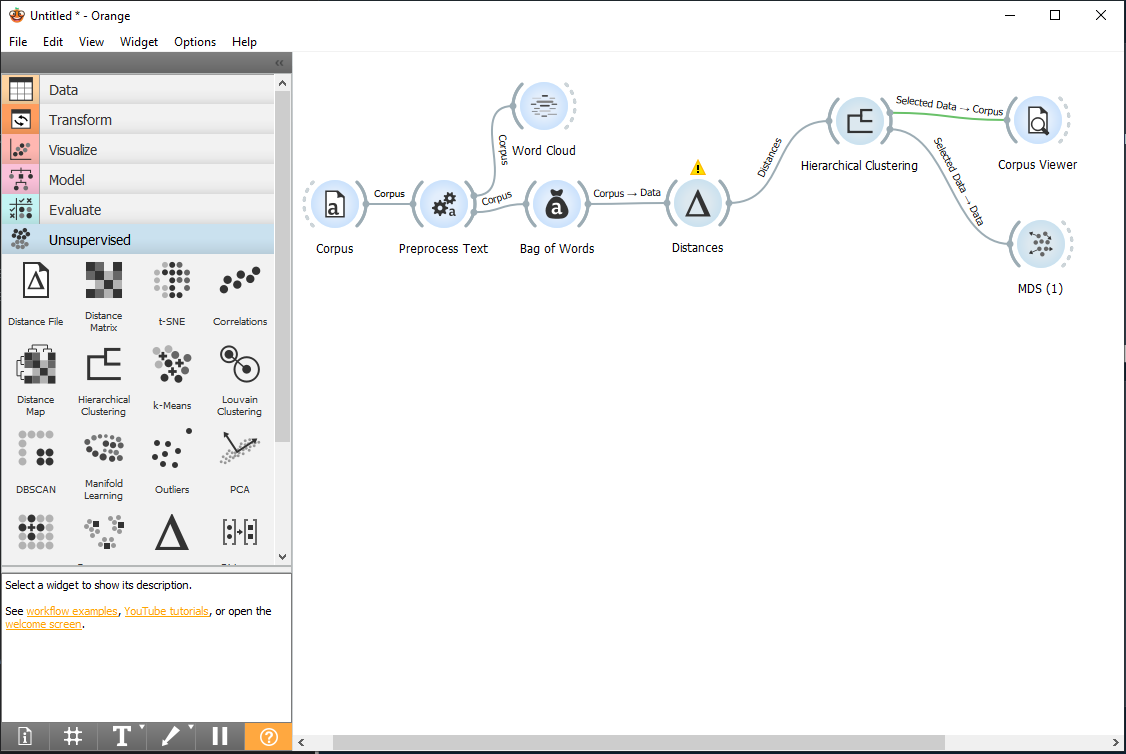 Untitled * - Orange
File Edit View Widget Options Help
Data
Transform
Visualize
Model
Evaluate
Unsupervised
Distance File
Distance Matrix
t-SNE
Correlations
Distance Map
Hierarchical Clustering
k-Means
Louvain Clustering
DBSCAN
Manifold Learning
Outliers
PCA
Select a widget to show its description.
See workflow examples, YouTube tutorials, or open the
welcome screen.
Corpus
Corpus
Preprocess Text
Corpus
Word Cloud
Corpus
a
a
a
Bag of Words
Corpus → Data
Distances
Distances
Hierarchical Clustering
Selected Data → Corpus
Corpus Viewer
Selected Data → Data
MDS (1)